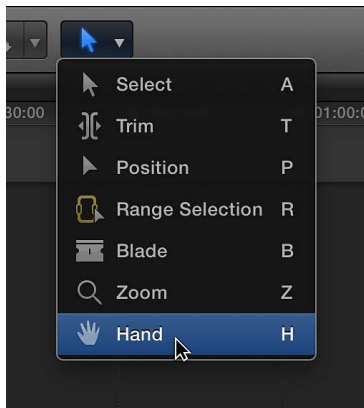 Select A
Trim T
Position P
30:00
01:00:0
Range Selection R
Blade B
Zoom Z
Hand H